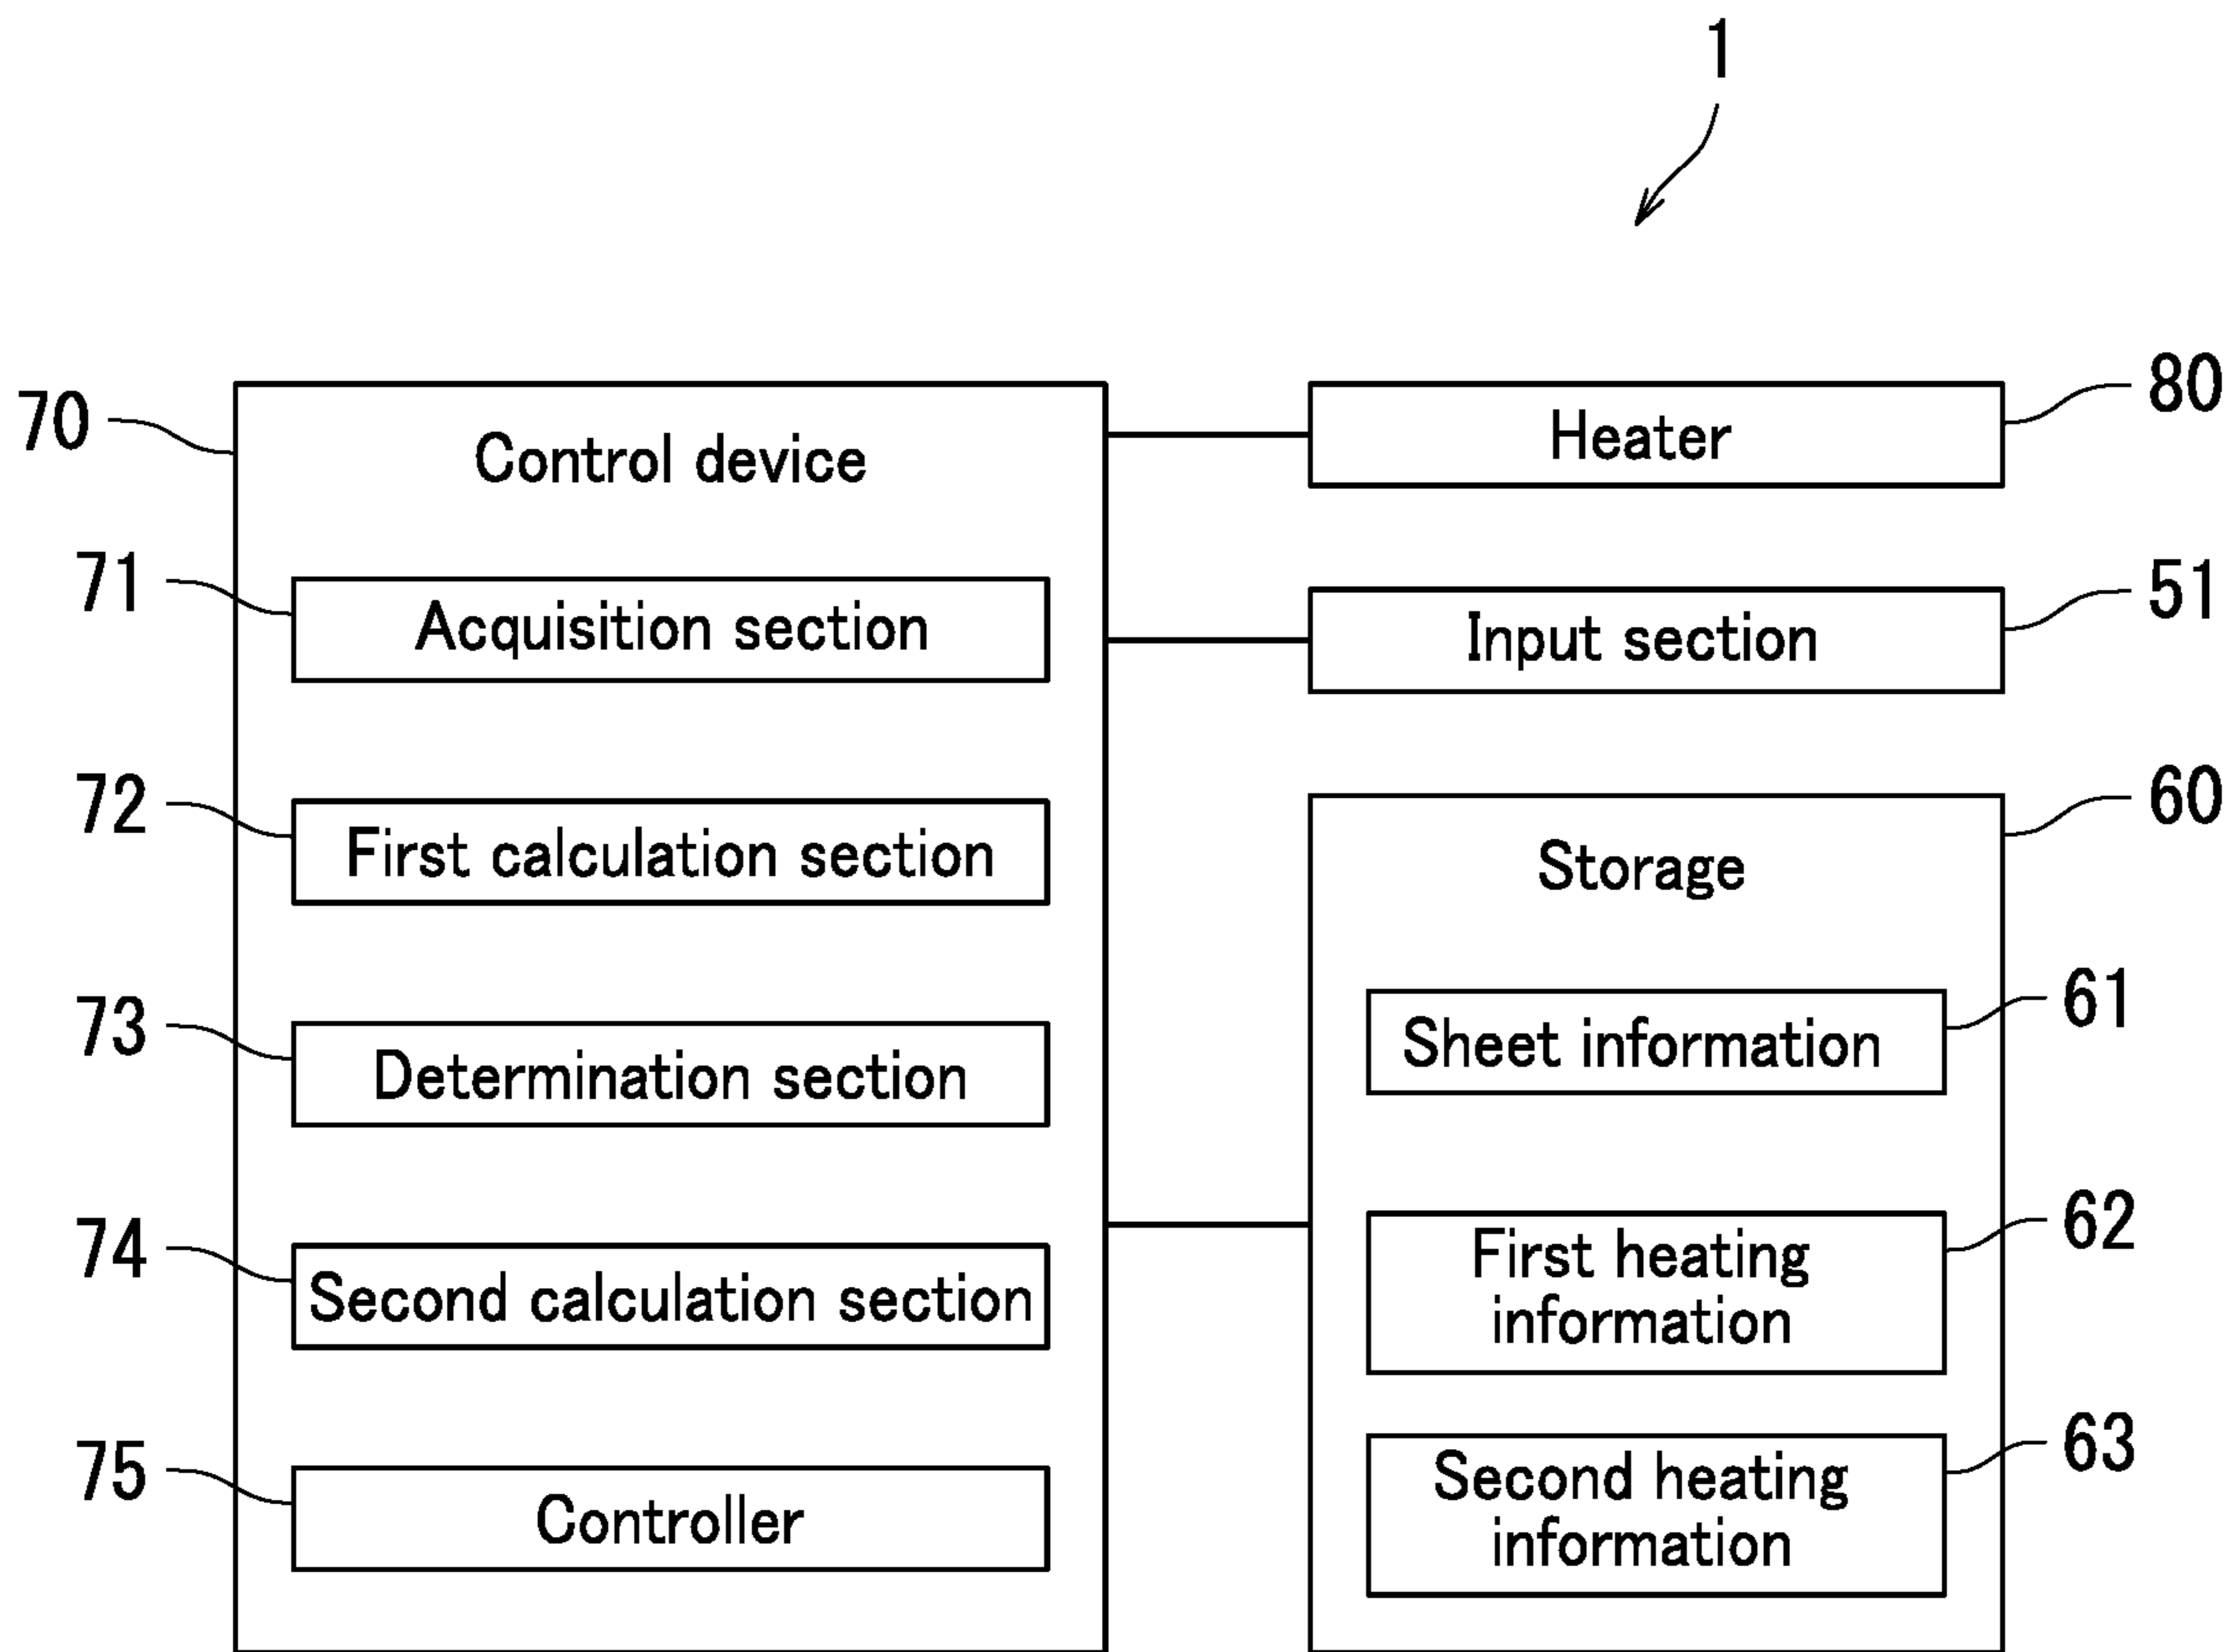 1
70
Control device
71
Acquisition section
72
First calculation section
73
Determination section
74
Second calculation section
75
Controller
Heater
80
Input section
51
Storage
60
Sheet information
61
First heating
information
62
Second heating
information
63